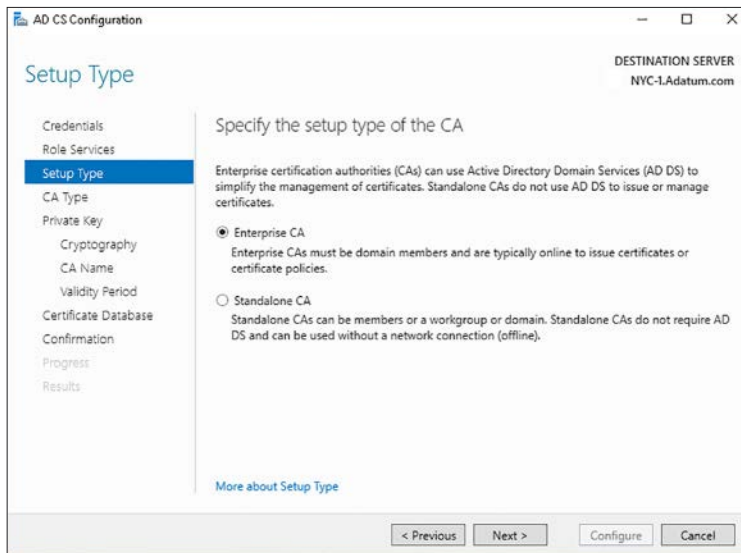 AD CS Configuration
Setup Type
DESTINATION SERVER
NYC-1.Adatum.com
Credentials
Role Services
Setup Type
CA Type
Private Key
Cryptography
CA Name
Validity Period
Certificate Database
Confirmation
Progress
Results
Specify the setup type of the CA
Enterprise certification authorities (CAs) can use Active Directory Domain Services (AD DS) to
simplify the management of certificates. Standalone CAs do not use AD DS to issue or manage
certificates.
Enterprise CA
Enterprise CAs must be domain members and are typically online to issue certificates or
certificate policies.
Standalone CA
Standalone CAs can be members or a workgroup or domain. Standalone CAs do not require AD
DS and can be used without a network connection (offline).
More about Setup Type
< Previous
Next >
Configure
Cancel